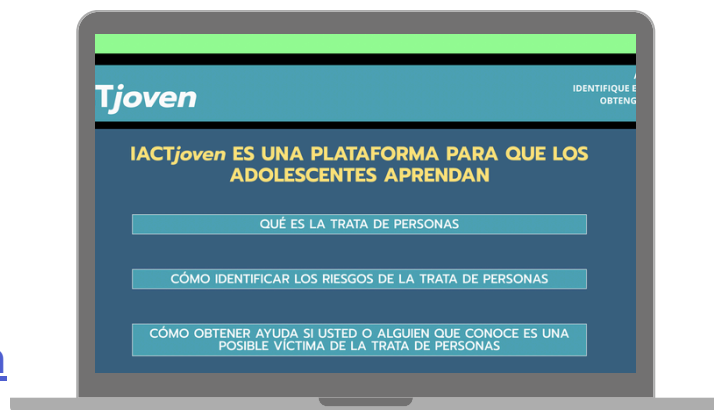 Tjoven
IDENTIFIQUE E
OBTENG
IACTjoven ES UNA PLATAFORMA PARA QUE LOS
ADOLESCENTES APRENDAN
QUÉ ES LA TRATA DE PERSONAS
CÓMO IDENTIFICAR LOS RIESGOS DE LA TRATA DE PERSONAS
CÓMO OBTENER AYUDA SI USTED O ALGUIEN QUE CONOCE ES UNA
POSIBLE VÍCTIMA DE LA TRATA DE PERSONAS